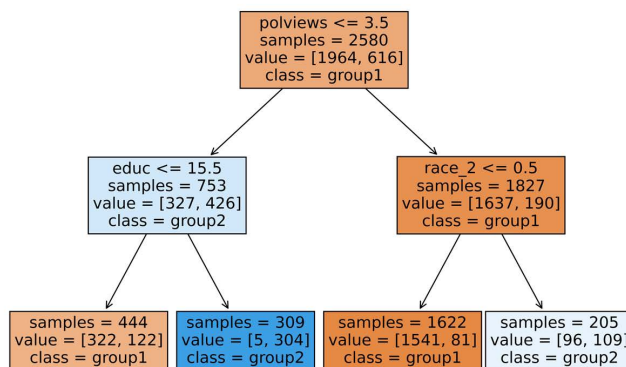 polviews <= 3.5
samples = 2580
value = [1964, 616]
class = group1
educ <= 15.5
samples = 753
value = [327, 426]
class = group2
race_2 <= 0.5
samples = 1827
value = [1637, 190]
class = group1
samples = 444
value = [322, 122]
class = group1
samples = 309
value = [5, 304]
class = group2
samples = 1622
value = [1541, 81]
class = group1
samples = 205
value = [96, 109]
class = group2